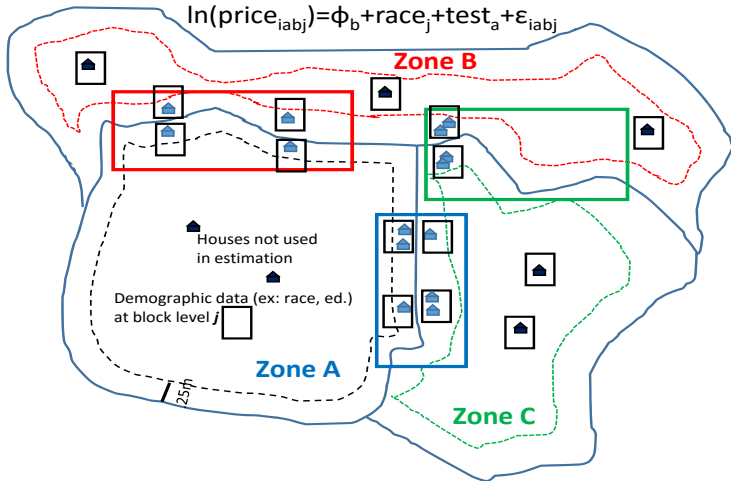 ln(price_iabj)=ϕ_b+race_j+test_a+ε_iabj
Zone B
Houses not used
in estimation
Demographic data (ex: race, ed.)
at block level j
Zone A
.25m
Zone C